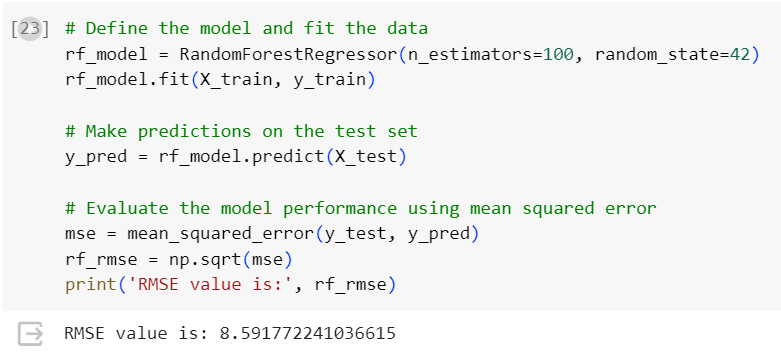 [23] # Define the model and fit the data
rf_model = RandomForestRegressor(n_estimators=100, random_state=42)
rf_model.fit(X_train, y_train)
# Make predictions on the test set
y_pred = rf_model.predict(X_test)
# Evaluate the model performance using mean squared error
mse = mean_squared_error(y_test, y_pred)
rf_rmse = np.sqrt(mse)
print('RMSE value is:', rf_rmse)
RMSE value is: 8.591772241036615